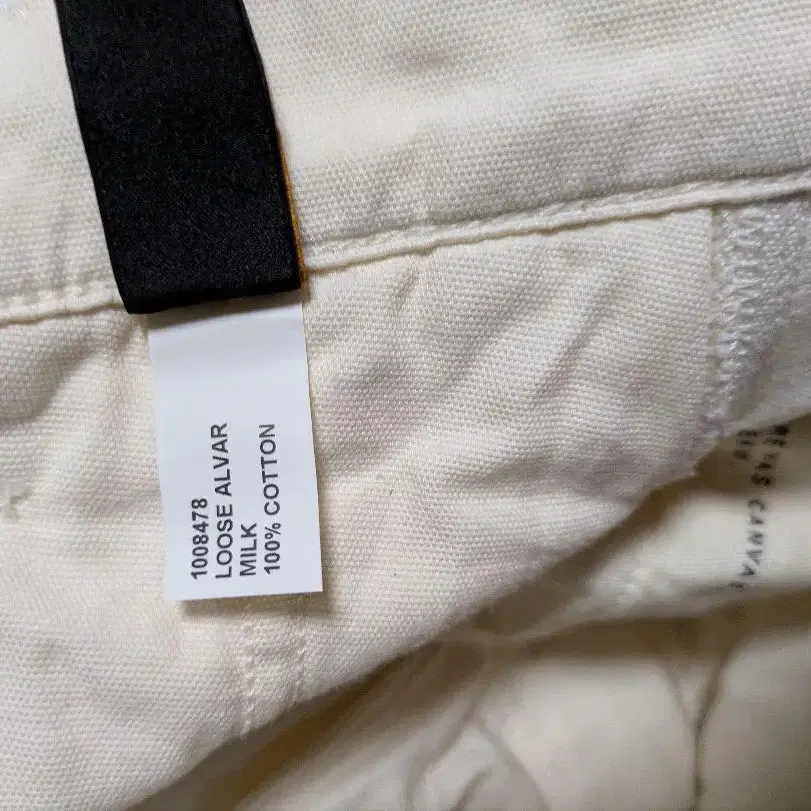 1008478
LOOSE ALVAR
MILK
100% COTTON